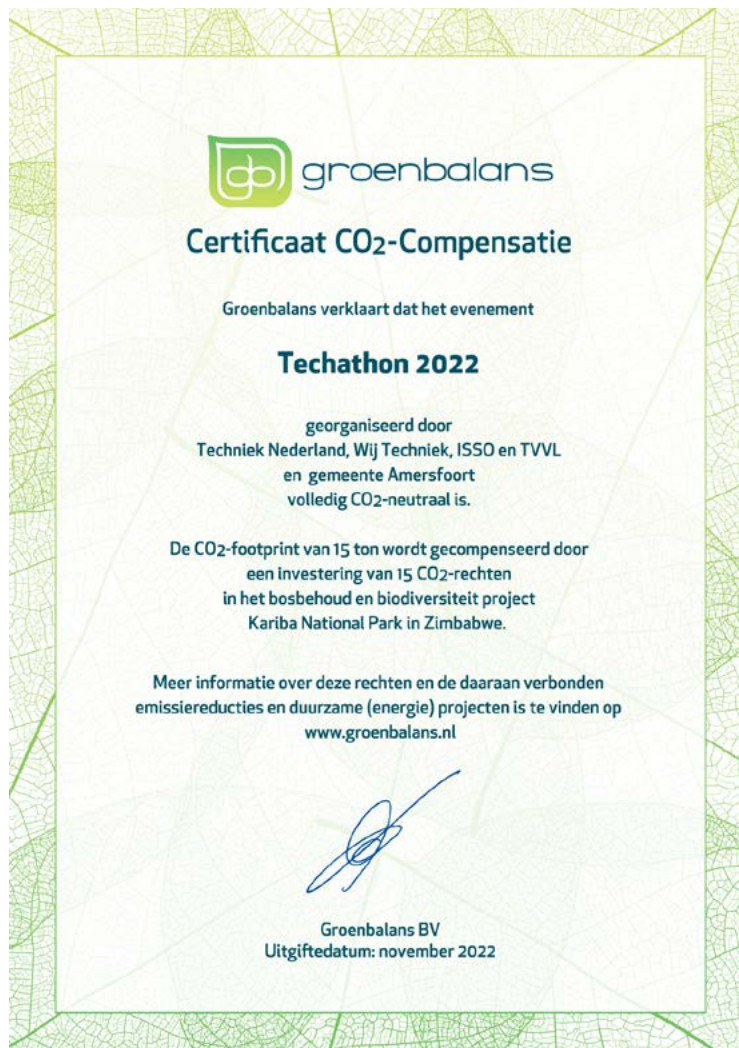 gb groenbalans
Certificaat CO2-Compensatie
Groenbalans verklaart dat het evenement
Techathon 2022
georganiseerd door
Techniek Nederland, Wij Techniek, ISSO en TVVL
en gemeente Amersfoort
volledig CO2-neutraal is.
De CO2-footprint van 15 ton wordt gecompenseerd door
een investering van 15 CO2-rechten
in het bosbehoud en biodiversiteit project
Kariba National Park in Zimbabwe.
Meer informatie over deze rechten en de daaraan verbonden
emissiereducties en duurzame (energie) projecten is te vinden op
www.groenbalans.nl
Groenbalans BV
Uitgiftedatum: november 2022